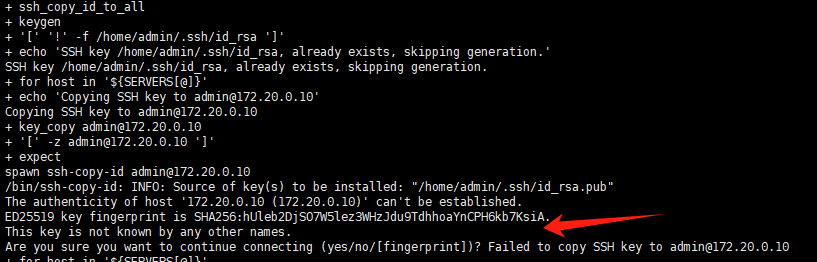 + ssh_copy_id_to_all
+ keygen
+ '[' '!' -f /home/admin/.ssh/id_rsa ']'
+ echo 'SSH key /home/admin/.ssh/id_rsa, already exists, skipping generation.'
SSH key /home/admin/.ssh/id_rsa, already exists, skipping generation.
+ for host in '${SERVERS[@]}'
+ echo 'Copying SSH key to admin@172.20.0.10'
Copying SSH key to admin@172.20.0.10
+ key_copy admin@172.20.0.10
+ '[' -z admin@172.20.0.10 ']'
+ expect
spawn ssh-copy-id admin@172.20.0.10
/bin/ssh-copy-id: INFO: Source of key(s) to be installed: "/home/admin/.ssh/id_rsa.pub"
The authenticity of host '172.20.0.10 (172.20.0.10)' can't be established.
ED25519 key fingerprint is SHA256:hUleb2DjSO7W5lez3WHzJdu9TdhhoaYnCPH6kb7KsiA.
This key is not known by any other names.
Are you sure you want to continue connecting (yes/no/[fingerprint])? Failed to copy SSH key to admin@172.20.0.10
+ for host in '${SERVERS[@]}'